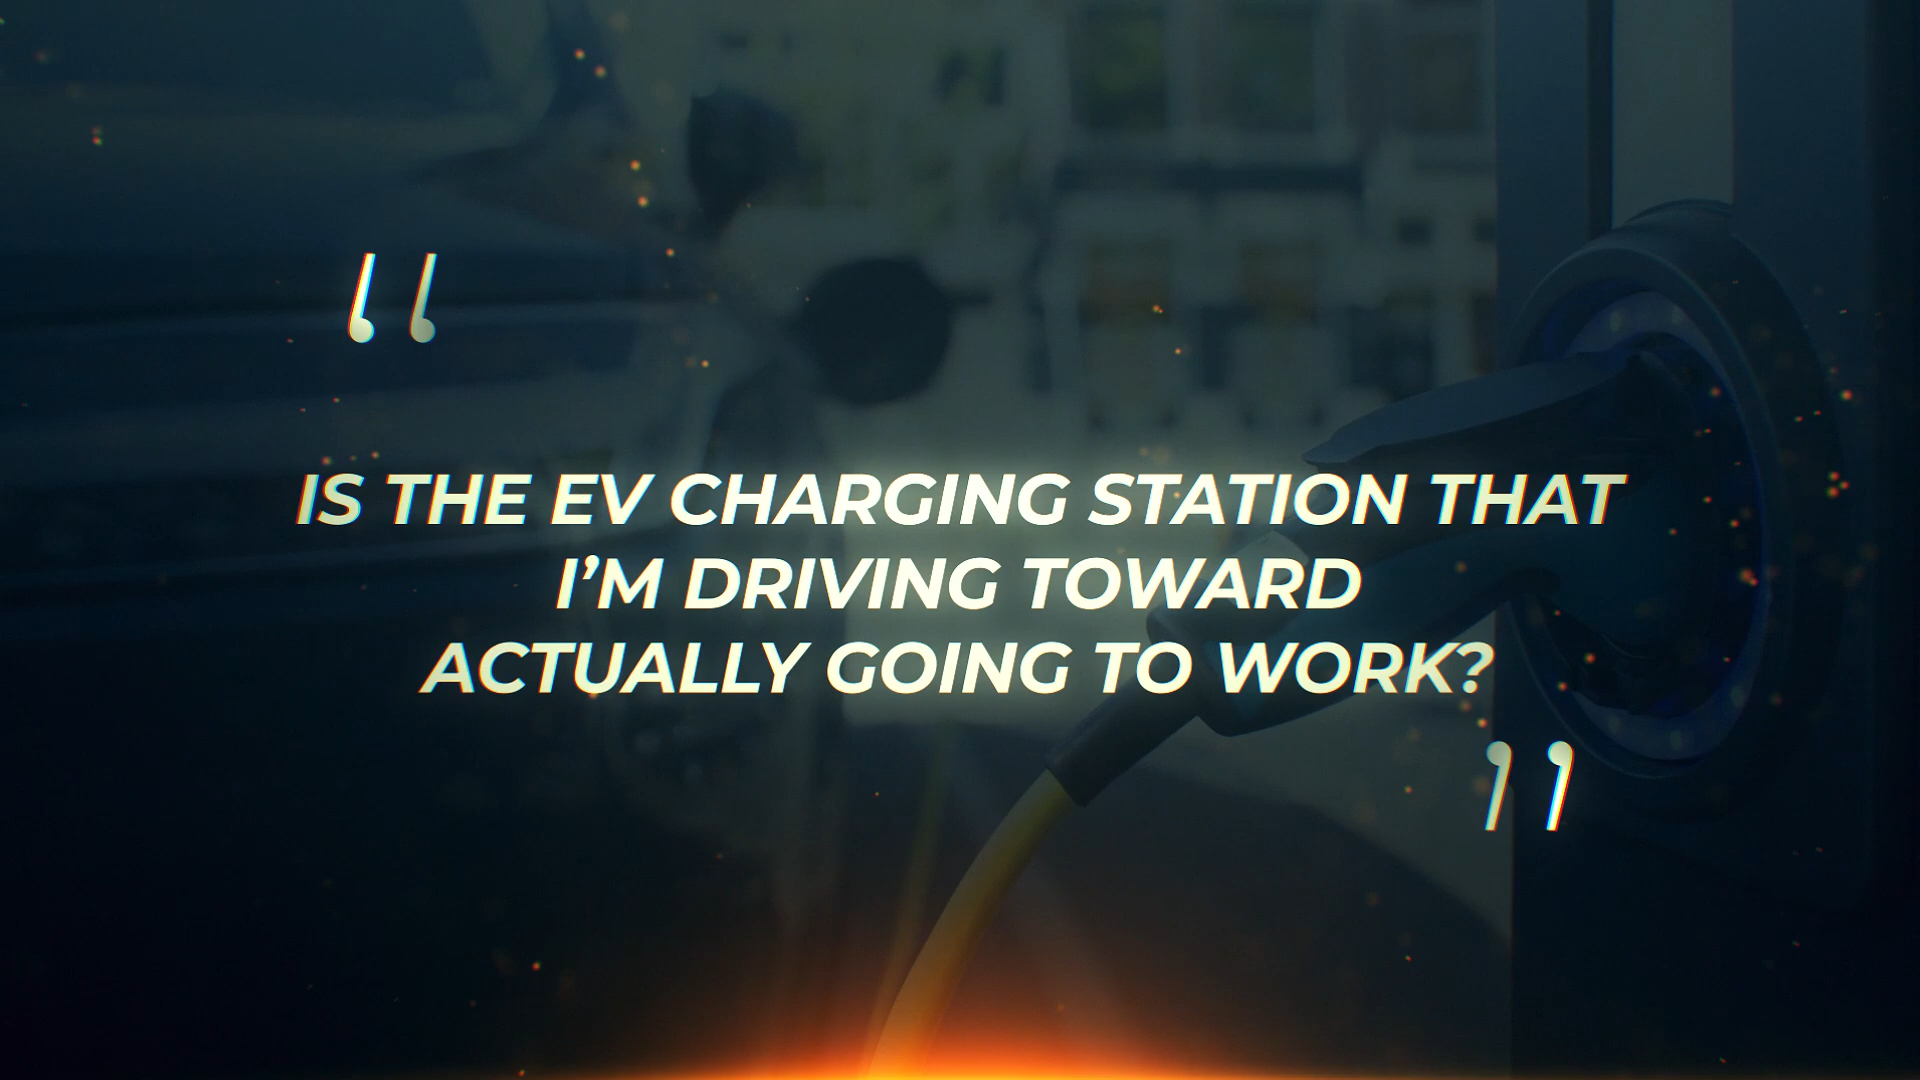 “
IS THE EV CHARGING STATION THAT
I’M DRIVING TOWARD
ACTUALLY GOING TO WORK?
”